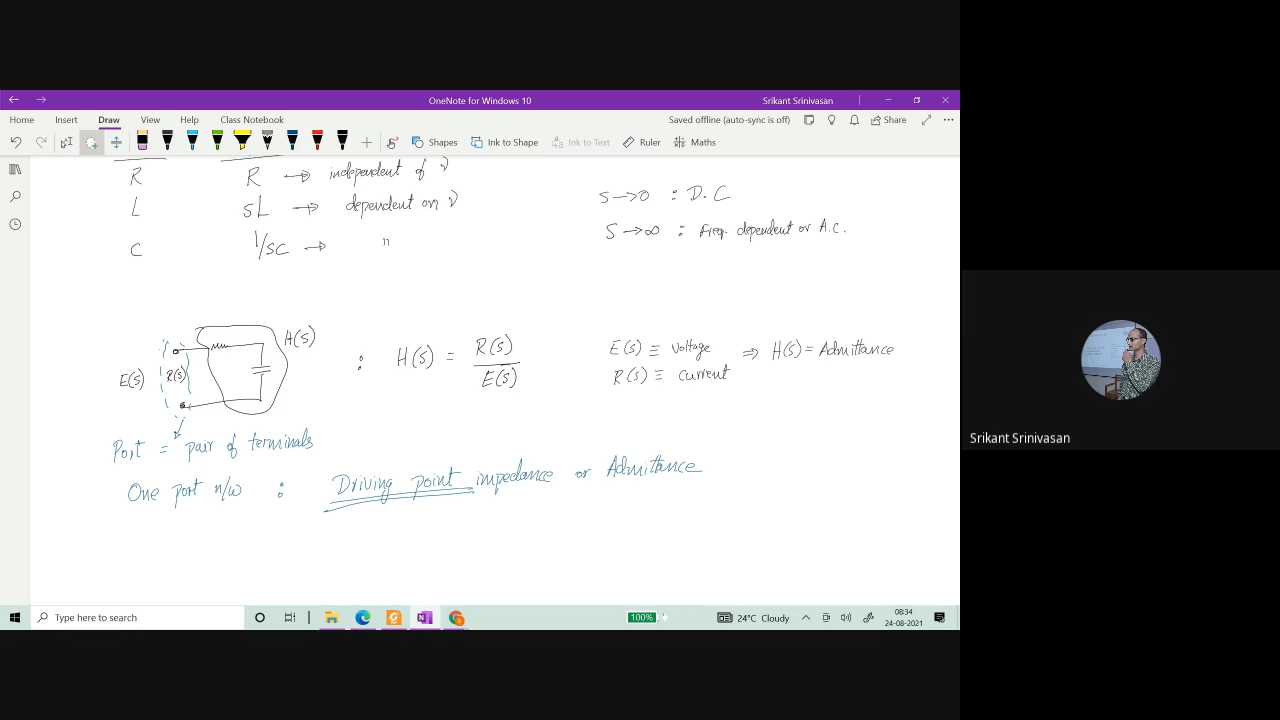 OneNote for Windows 10
Srikant Srinivasan
Home Insert Draw View Help Class Notebook
Saved offline (auto-sync is off)
Share
Shapes Ink to Shape Ink to Text Ruler Maths
R R → independent of ν
L sL → dependent on ν
C 1/sC → "
S → 0 : D.C
S → ∞ : Freq. dependent or A.C.
E(s) R(s) H(s)
: H(s) = R(s) / E(s)
E(s) ≡ voltage ⇒ H(s) = Admittance
R(s) ≡ current
Port = pair of terminals
One port n/w : Driving point impedance or Admittance
Srikant Srinivasan
Type here to search
100%
24°C Cloudy
08:34
24-08-2021